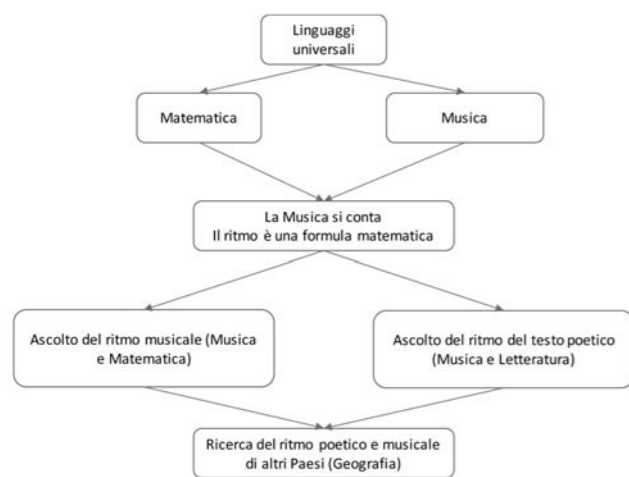 Linguaggi
universali
Matematica
Musica
La Musica si conta
Il ritmo è una formula matematica
Ascolto del ritmo musicale (Musica
e Matematica)
Ascolto del ritmo del testo poetico
(Musica e Letteratura)
Ricerca del ritmo poetico e musicale
di altri Paesi (Geografia)